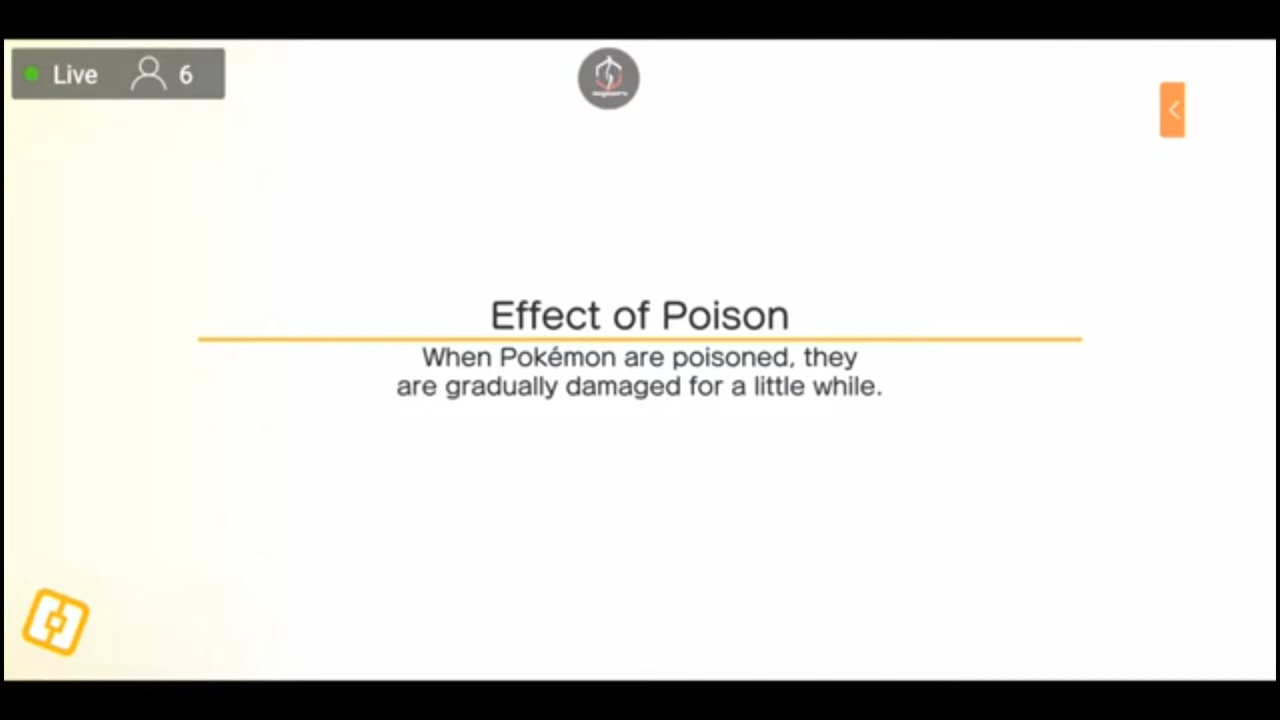 Live 6
Effect of Poison
When Pokémon are poisoned, they
are gradually damaged for a little while.